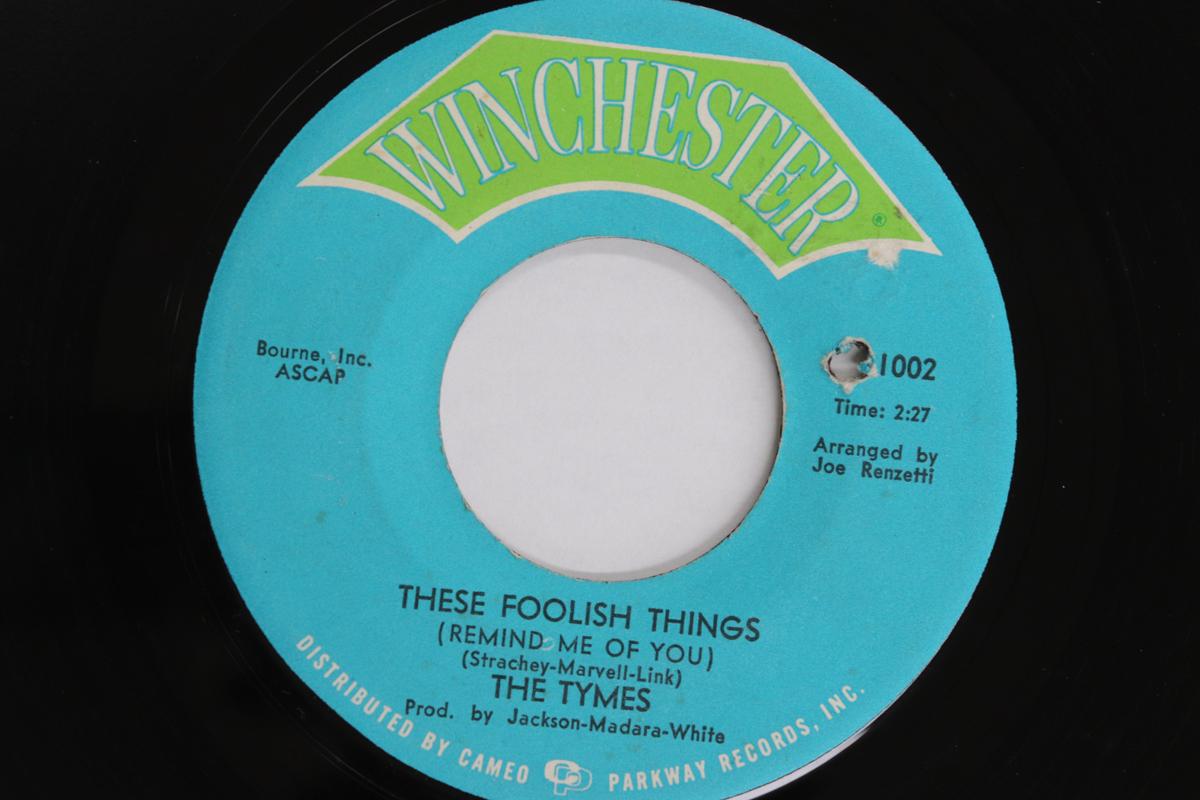 WINCHESTER
®
Bourne, Inc.
ASCAP
1002
Time: 2:27
Arranged by
Joe Renzetti
THESE FOOLISH THINGS
(REMIND ME OF YOU)
(Strachey-Marvell-Link)
THE TYMES
Prod. by Jackson-Madara-White
DISTRIBUTED BY CAMEO CP PARKWAY RECORDS, INC.